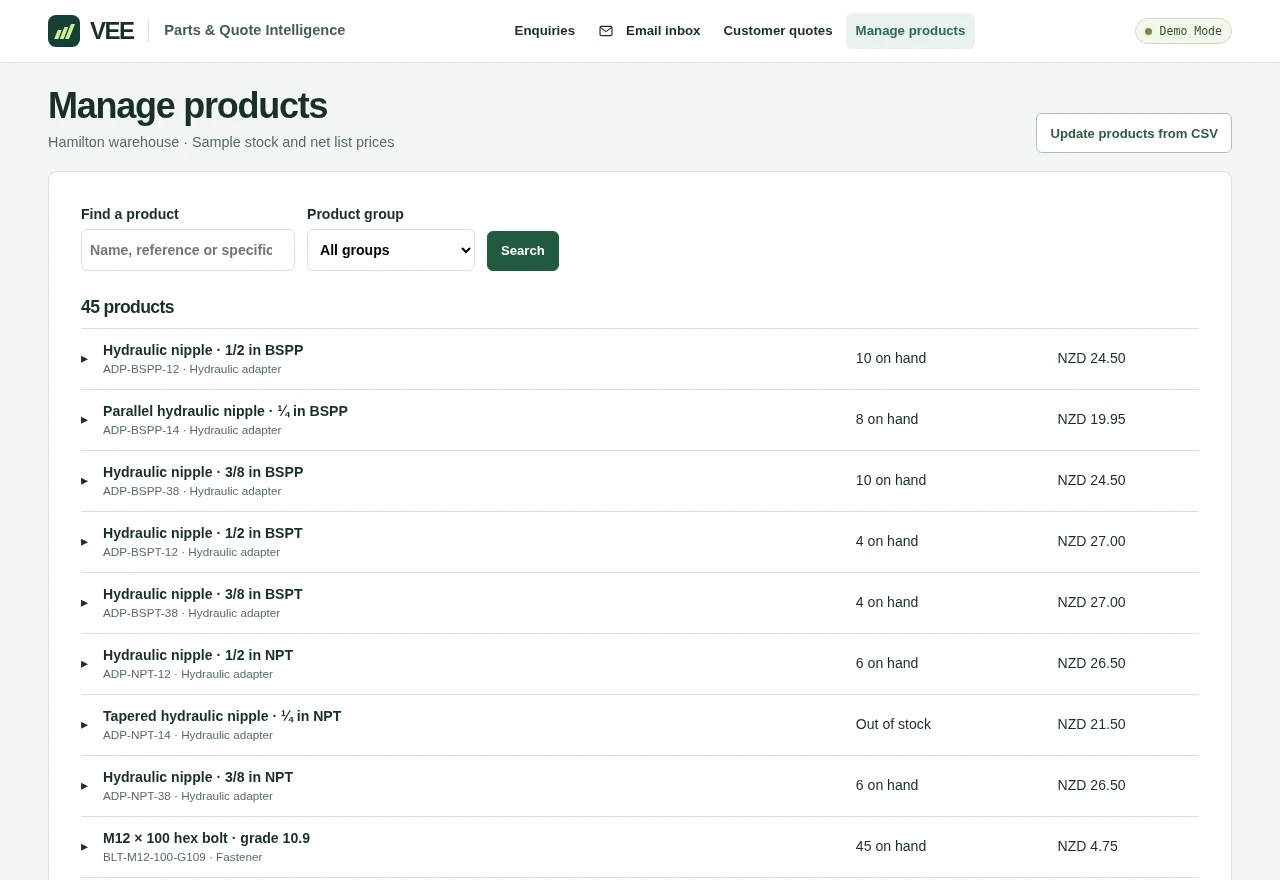 VEE
Parts & Quote Intelligence
Enquiries
Email inbox
Customer quotes
Manage products
Demo Mode
Manage products
Hamilton warehouse · Sample stock and net list prices
Update products from CSV
Find a product
Product group
Name, reference or specific
All groups
Search
45 products
Hydraulic nipple · 1/2 in BSPP
ADP-BSPP-12 · Hydraulic adapter
10 on hand
NZD 24.50
Parallel hydraulic nipple · ¼ in BSPP
ADP-BSPP-14 · Hydraulic adapter
8 on hand
NZD 19.95
Hydraulic nipple · 3/8 in BSPP
ADP-BSPP-38 · Hydraulic adapter
10 on hand
NZD 24.50
Hydraulic nipple · 1/2 in BSPT
ADP-BSPT-12 · Hydraulic adapter
4 on hand
NZD 27.00
Hydraulic nipple · 3/8 in BSPT
ADP-BSPT-38 · Hydraulic adapter
4 on hand
NZD 27.00
Hydraulic nipple · 1/2 in NPT
ADP-NPT-12 · Hydraulic adapter
6 on hand
NZD 26.50
Tapered hydraulic nipple · ¼ in NPT
ADP-NPT-14 · Hydraulic adapter
Out of stock
NZD 21.50
Hydraulic nipple · 3/8 in NPT
ADP-NPT-38 · Hydraulic adapter
6 on hand
NZD 26.50
M12 × 100 hex bolt · grade 10.9
BLT-M12-100-G109 · Fastener
45 on hand
NZD 4.75